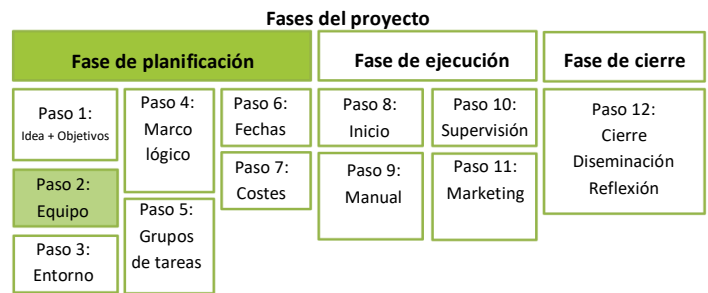 Fases del proyecto
Fase de planificación
Fase de ejecución
Fase de cierre
Paso 1:
Idea + Objetivos
Paso 2:
Equipo
Paso 3:
Entorno
Paso 4:
Marco
lógico
Paso 5:
Grupos
de tareas
Paso 6:
Fechas
Paso 7:
Costes
Paso 8:
Inicio
Paso 9:
Manual
Paso 10:
Supervisión
Paso 11:
Marketing
Paso 12:
Cierre
Diseminación
Reflexión